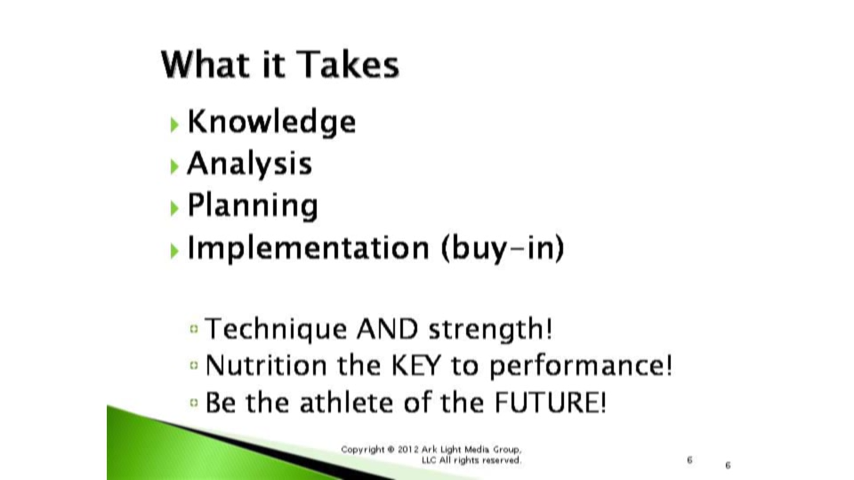 What it Takes
Knowledge
Analysis
Planning
Implementation (buy-in)
Technique AND strength!
Nutrition the KEY to performance!
Be the athlete of the FUTURE!
Copyright © 2012 Ark Light Media Group,
LLC All rights reserved.
6
6